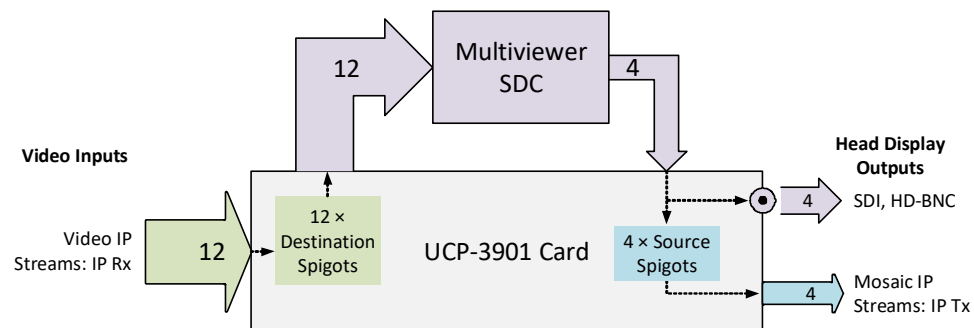 12
Multiviewer
SDC
4
Video Inputs
Head Display
Outputs
12 ×
Destination
Spigots
4
SDI, HD-BNC
Video IP
Streams: IP Rx
12
UCP-3901 Card
4 × Source
Spigots
4
Mosaic IP
Streams: IP Tx